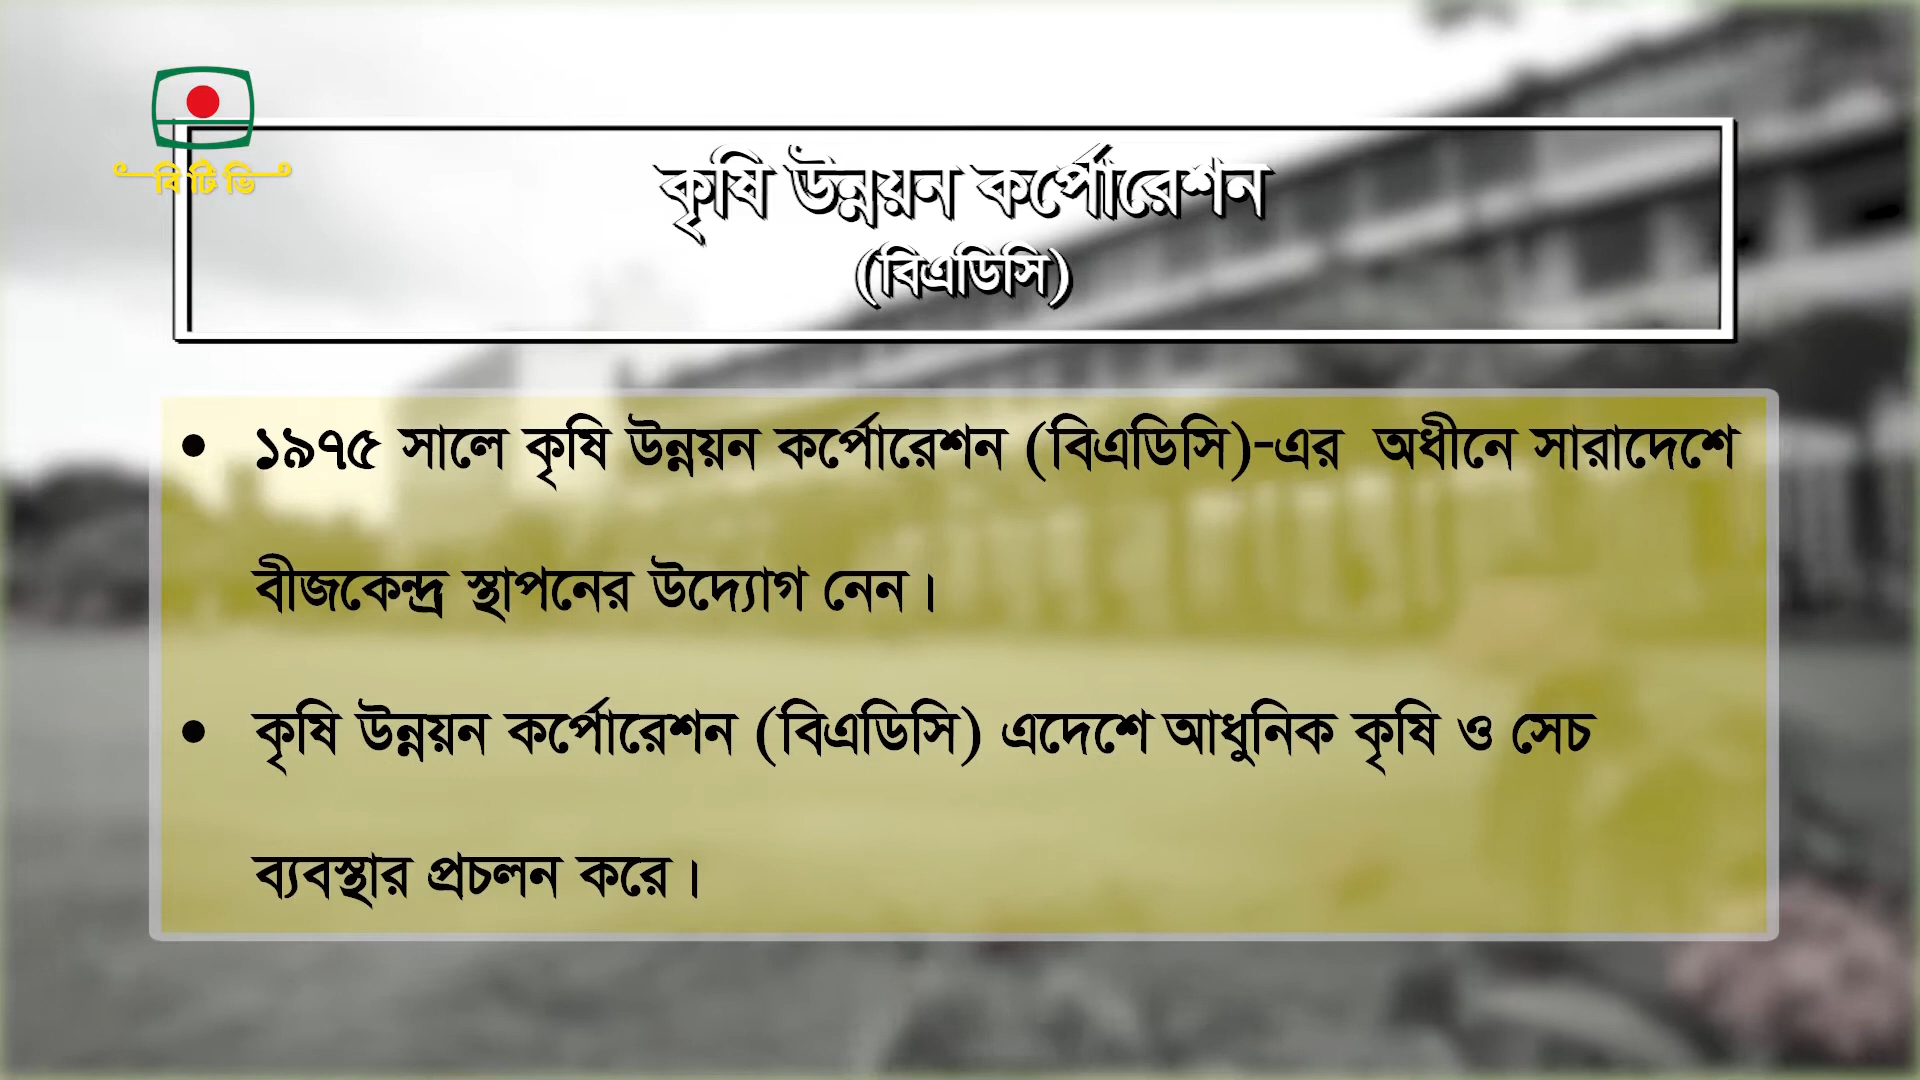 বিটিভি
কৃষি উন্নয়ন কর্পোরেশন
(বিএডিসি)
• ১৯৭৫ সালে কৃষি উন্নয়ন কর্পোরেশন (বিএডিসি)-এর অধীনে সারাদেশে
বীজকেন্দ্র স্থাপনের উদ্যোগ নেন।
• কৃষি উন্নয়ন কর্পোরেশন (বিএডিসি) এদেশে আধুনিক কৃষি ও সেচ
ব্যবস্থার প্রচলন করে।